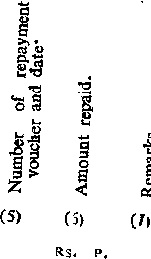 Number of repayment
voucher and date*
Amount repaid.
Remarks
(5) (6) (7)
Rs. P.